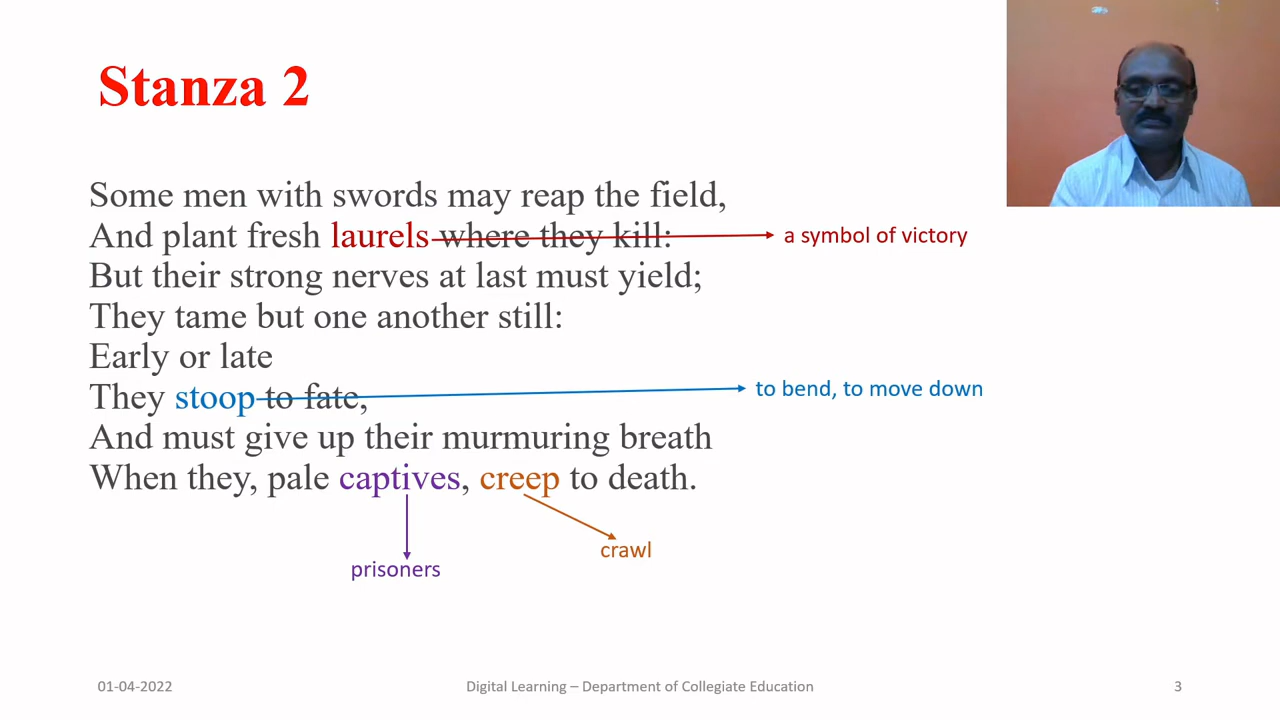 Stanza 2
Some men with swords may reap the field,
And plant fresh laurels where they kill:
a symbol of victory
But their strong nerves at last must yield;
They tame but one another still:
Early or late
They stoop to fate,
to bend, to move down
And must give up their murmuring breath
When they, pale captives, creep to death.
crawl
prisoners
01-04-2022
Digital Learning – Department of Collegiate Education
3